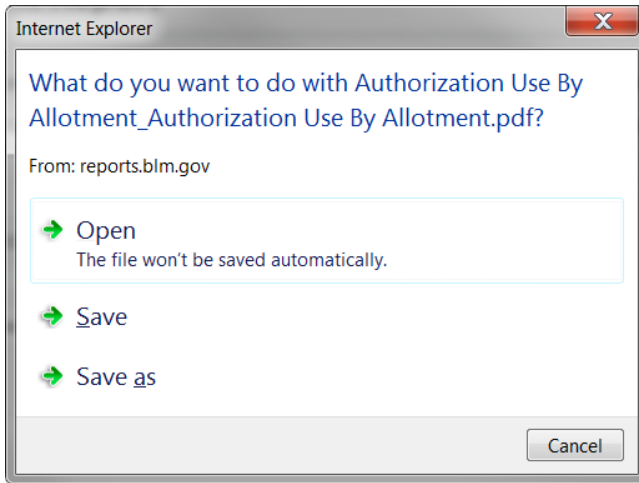 Internet Explorer
What do you want to do with Authorization Use By
Allotment_Authorization Use By Allotment.pdf?
From: reports.blm.gov
Open
The file won't be saved automatically.
Save
Save as
Cancel